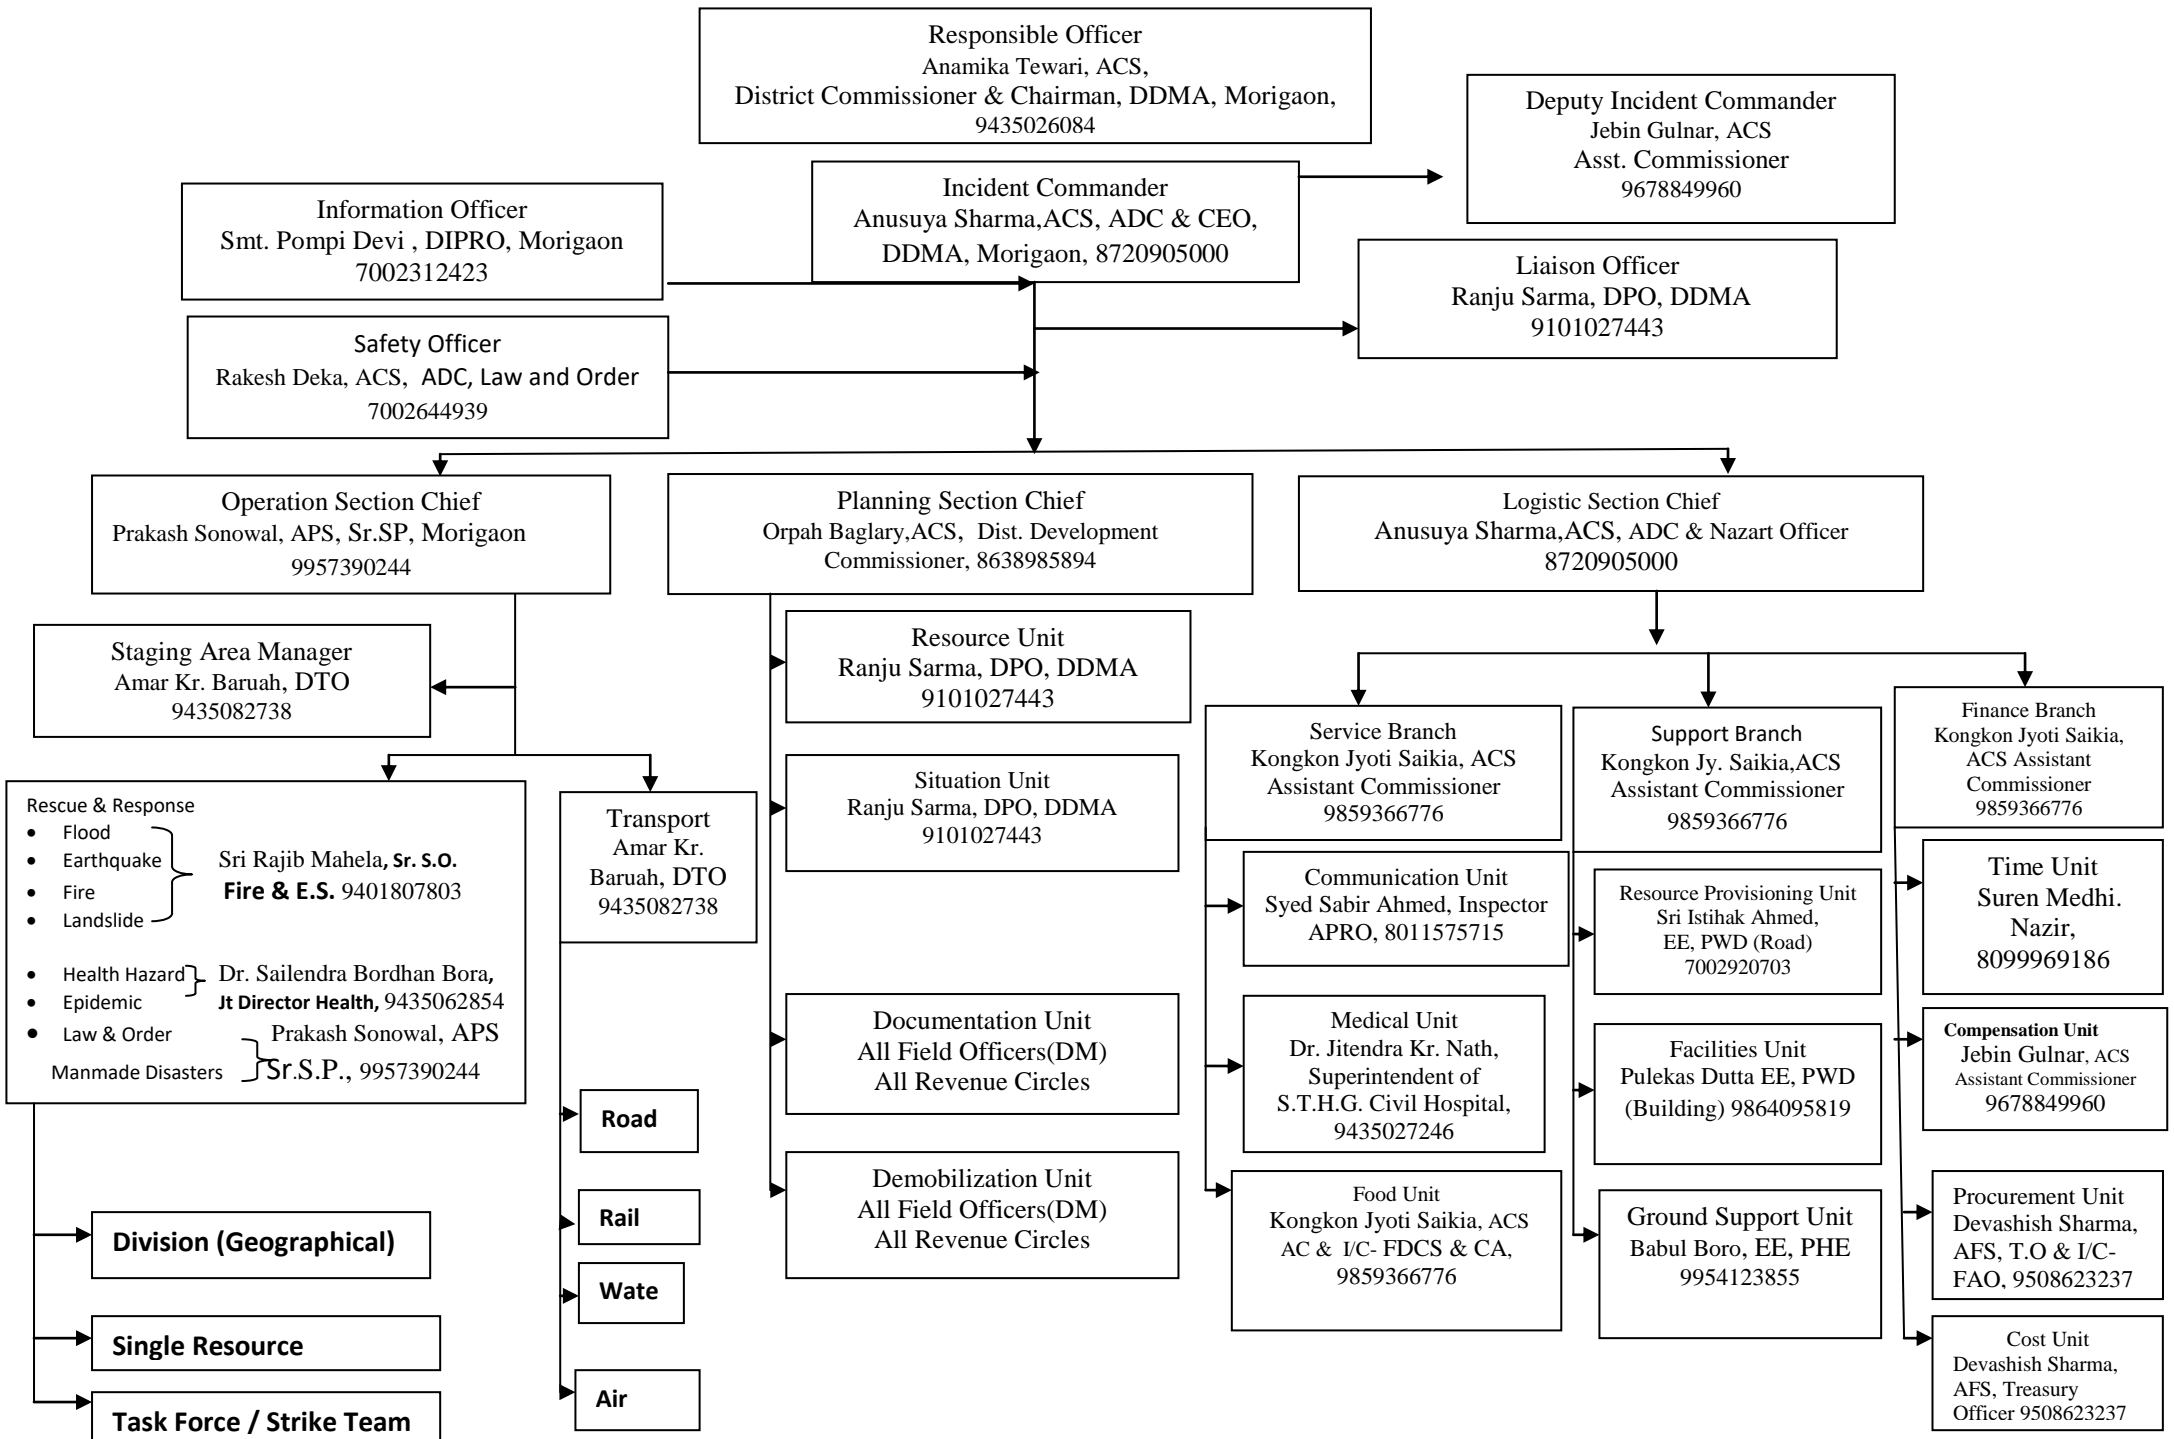 Responsible Officer
Anamika Tewari, ACS,
District Commissioner & Chairman, DDMA, Morigaon,
9435026084
Deputy Incident Commander
Jebin Gulnar, ACS
Asst. Commissioner
9678849960
Incident Commander
Anusuya Sharma,ACS, ADC & CEO,
DDMA, Morigaon, 8720905000
Information Officer
Smt. Pompi Devi , DIPRO, Morigaon
7002312423
Liaison Officer
Ranju Sarma, DPO, DDMA
9101027443
Safety Officer
Rakesh Deka, ACS, ADC, Law and Order
7002644939
Operation Section Chief
Prakash Sonowal, APS, Sr.SP, Morigaon
9957390244
Planning Section Chief
Orpah Baglary,ACS, Dist. Development
Commissioner, 8638985894
Logistic Section Chief
Anusuya Sharma,ACS, ADC & Nazart Officer
8720905000
Staging Area Manager
Amar Kr. Baruah, DTO
9435082738
Rescue & Response
• Flood
• Earthquake
• Fire
• Landslide
Sri Rajib Mahela, Sr. S.O.
Fire & E.S. 9401807803
• Health Hazard
• Epidemic
Dr. Sailendra Bordhan Bora,
Jt Director Health, 9435062854
• Law & Order
Manmade Disasters
Prakash Sonowal, APS
Sr.S.P., 9957390244
Division (Geographical)
Single Resource
Task Force / Strike Team
Transport
Amar Kr.
Baruah, DTO
9435082738
Road
Rail
Wate
Air
Resource Unit
Ranju Sarma, DPO, DDMA
9101027443
Situation Unit
Ranju Sarma, DPO, DDMA
9101027443
Documentation Unit
All Field Officers(DM)
All Revenue Circles
Demobilization Unit
All Field Officers(DM)
All Revenue Circles
Service Branch
Kongkon Jyoti Saikia, ACS
Assistant Commissioner
9859366776
Communication Unit
Syed Sabir Ahmed, Inspector
APRO, 8011575715
Medical Unit
Dr. Jitendra Kr. Nath,
Superintendent of
S.T.H.G. Civil Hospital,
9435027246
Food Unit
Kongkon Jyoti Saikia, ACS
AC & I/C- FDCS & CA,
9859366776
Support Branch
Kongkon Jy. Saikia,ACS
Assistant Commissioner
9859366776
Resource Provisioning Unit
Sri Istihak Ahmed,
EE, PWD (Road)
7002920703
Facilities Unit
Pulekas Dutta EE, PWD
(Building) 9864095819
Ground Support Unit
Babul Boro, EE, PHE
9954123855
Finance Branch
Kongkon Jyoti Saikia,
ACS Assistant
Commissioner
9859366776
Time Unit
Suren Medhi.
Nazir,
8099969186
Compensation Unit
Jebin Gulnar, ACS
Assistant Commissioner
9678849960
Procurement Unit
Devashish Sharma,
AFS, T.O & I/C-
FAO, 9508623237
Cost Unit
Devashish Sharma,
AFS, Treasury
Officer 9508623237